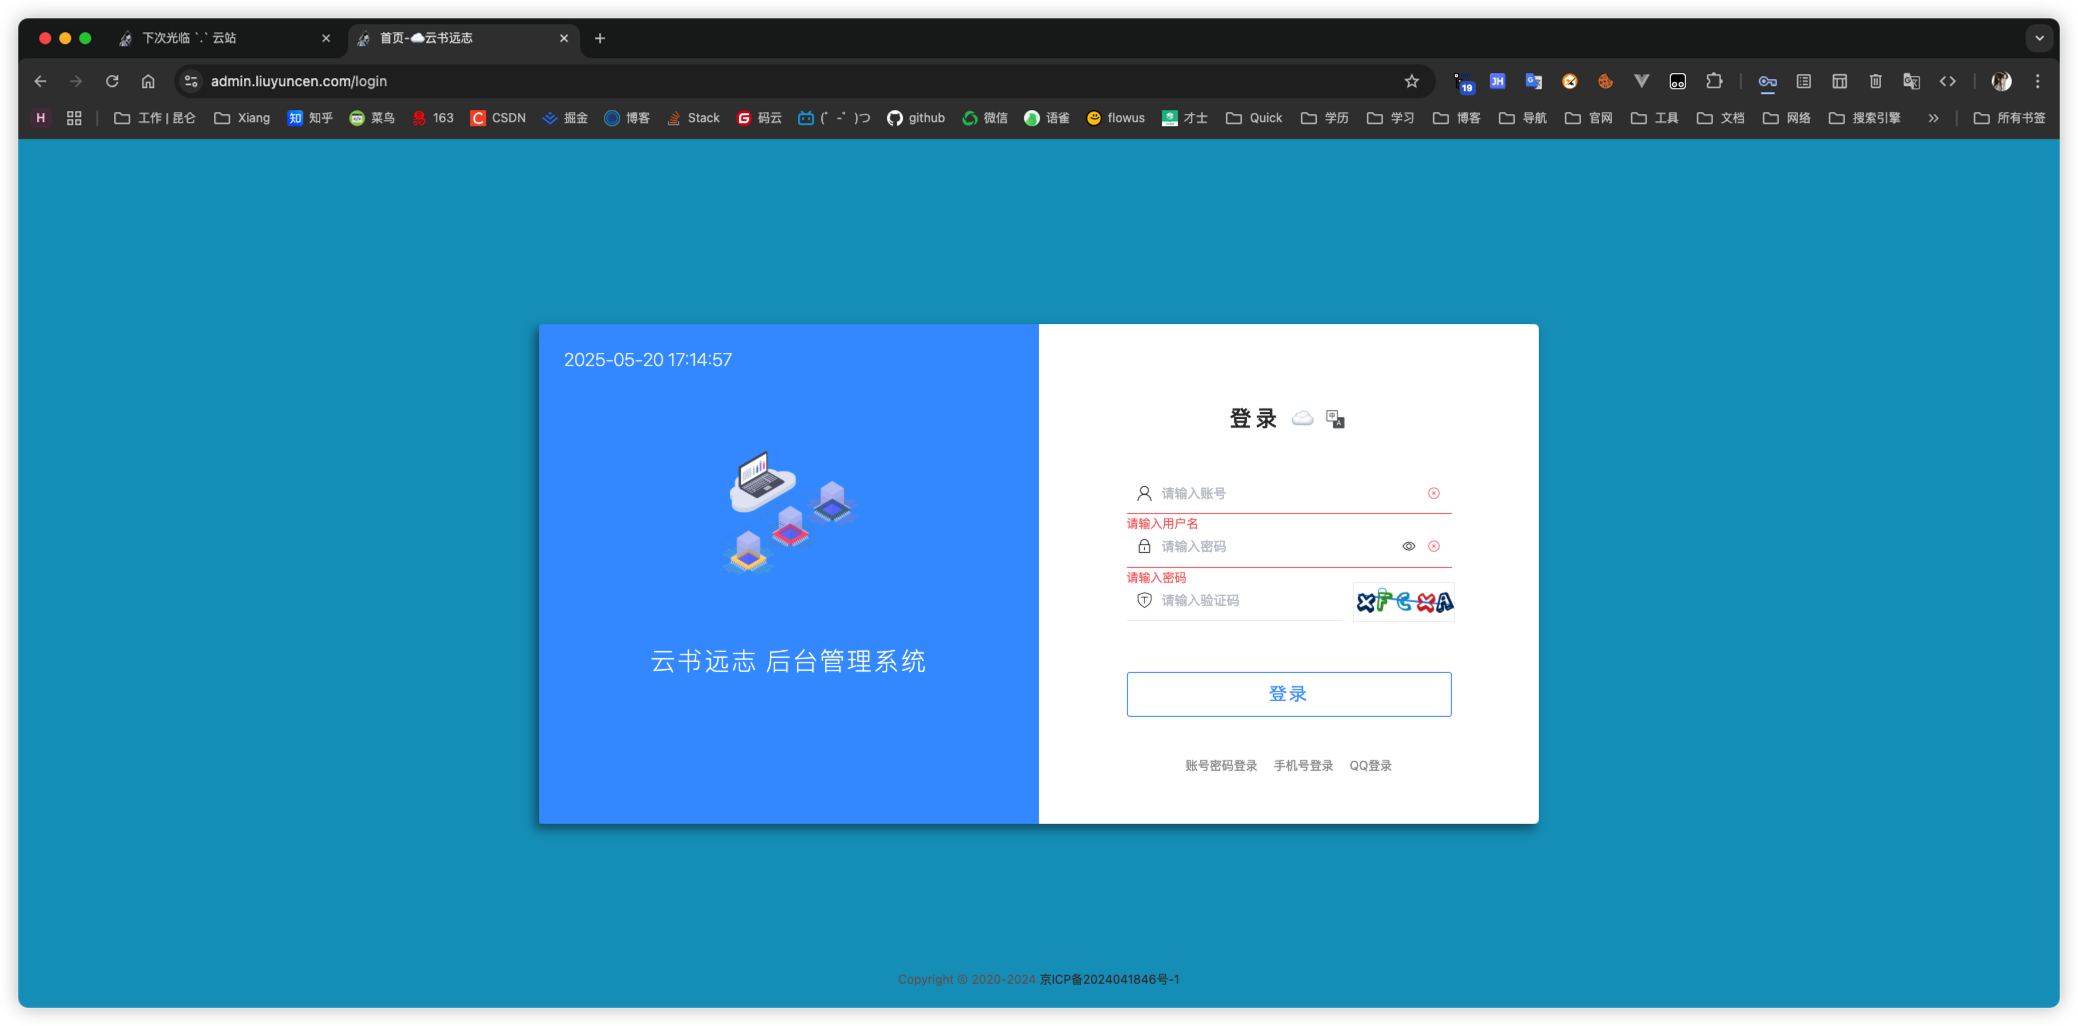 下次光临 `.` 云站
首页-☁️云书远志
admin.liuyuncen.com/login
19
JH
H
工作 | 昆仑
Xiang
知 知乎
菜鸟
163
C CSDN
掘金
博客
Stack
G 码云
(゜-゜)つ
github
微信
语雀
flowus
才士
Quick
学历
学习
博客
导航
官网
工具
文档
网络
搜索引擎
»
所有书签
2025-05-20 17:14:57
云书远志 后台管理系统
登录
请输入账号
请输入用户名
请输入密码
请输入密码
请输入验证码
XFCXA
登录
账号密码登录 手机号登录 QQ登录
Copyright © 2020-2024 京ICP备2024041846号-1